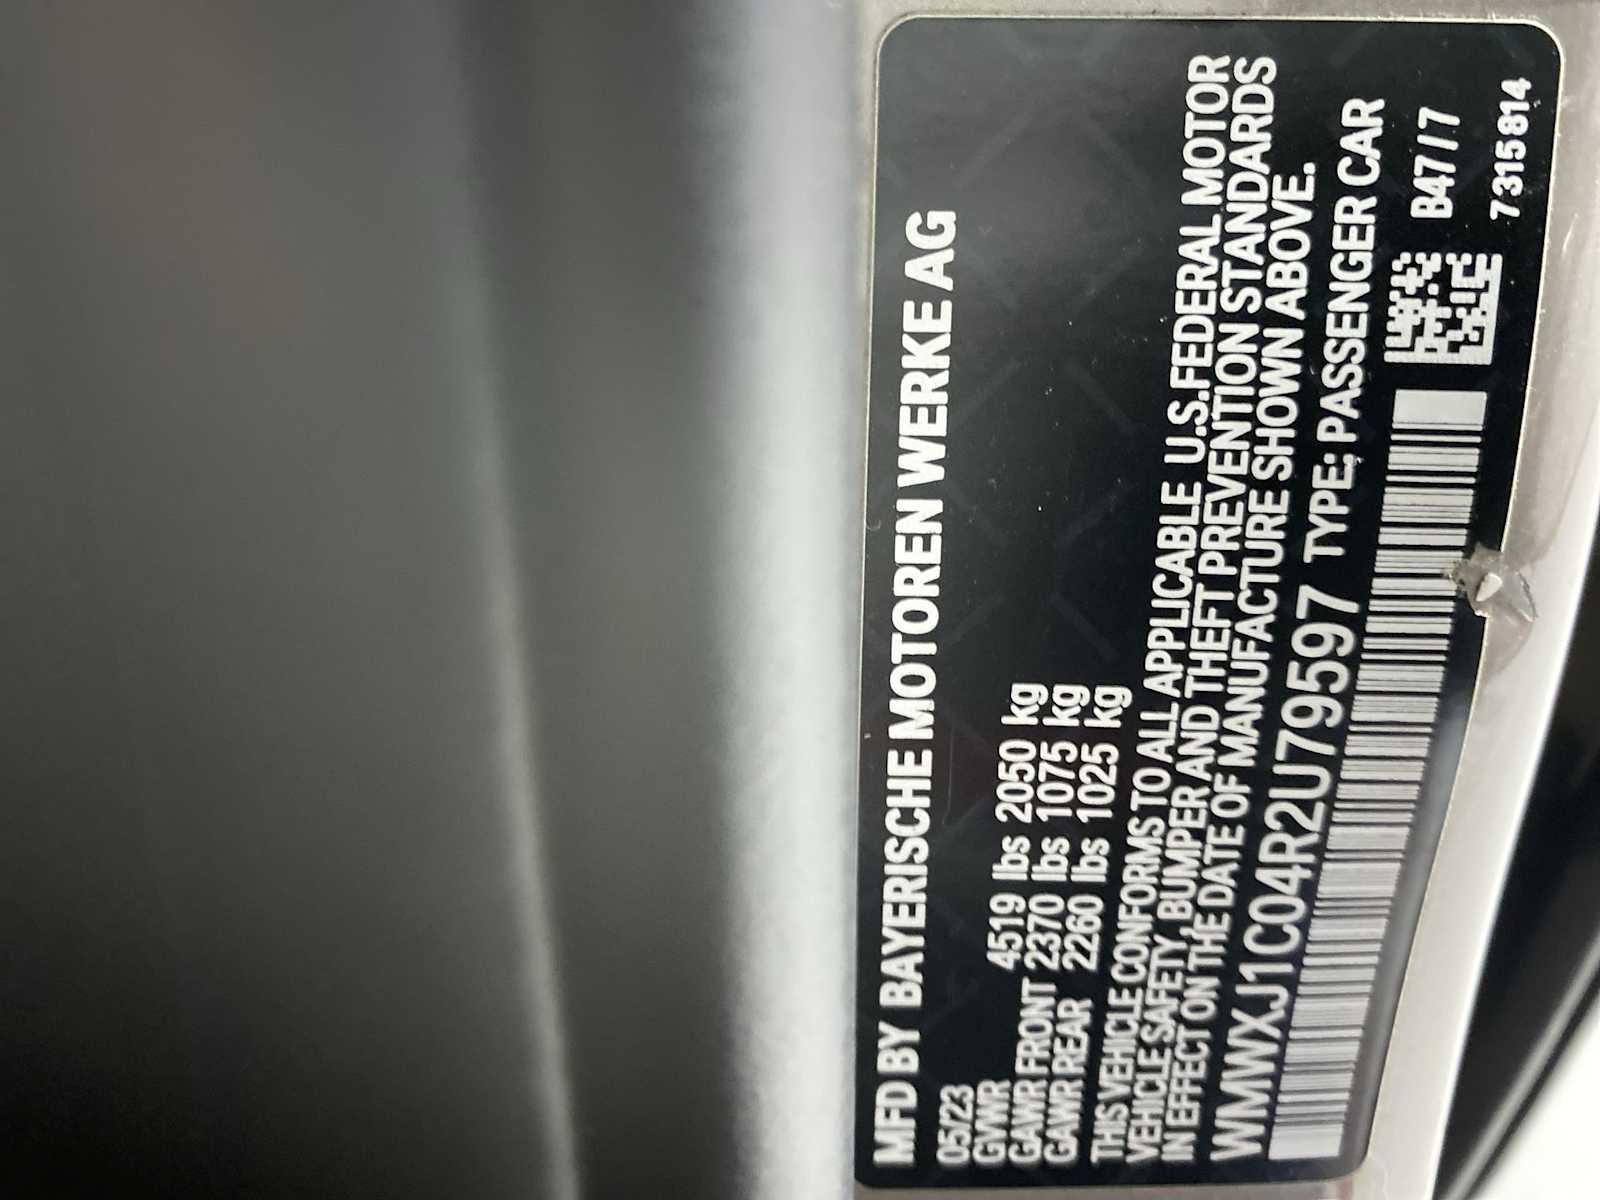 MFD BY BAYERISCHE MOTOREN WERKE AG
05/23
GVWR 4519 lbs 2050 kg
GAWR FRONT 2370 lbs 1075 kg
GAWR REAR 2260 lbs 1025 kg
THIS VEHICLE CONFORMS TO ALL APPLICABLE U.S.FEDERAL MOTOR
VEHICLE SAFETY, BUMPER AND THEFT PREVENTION STANDARDS
IN EFFECT ON THE DATE OF MANUFACTURE SHOWN ABOVE.
WMWXJ1C04R2U79597 TYPE: PASSENGER CAR
B47/7
7315814